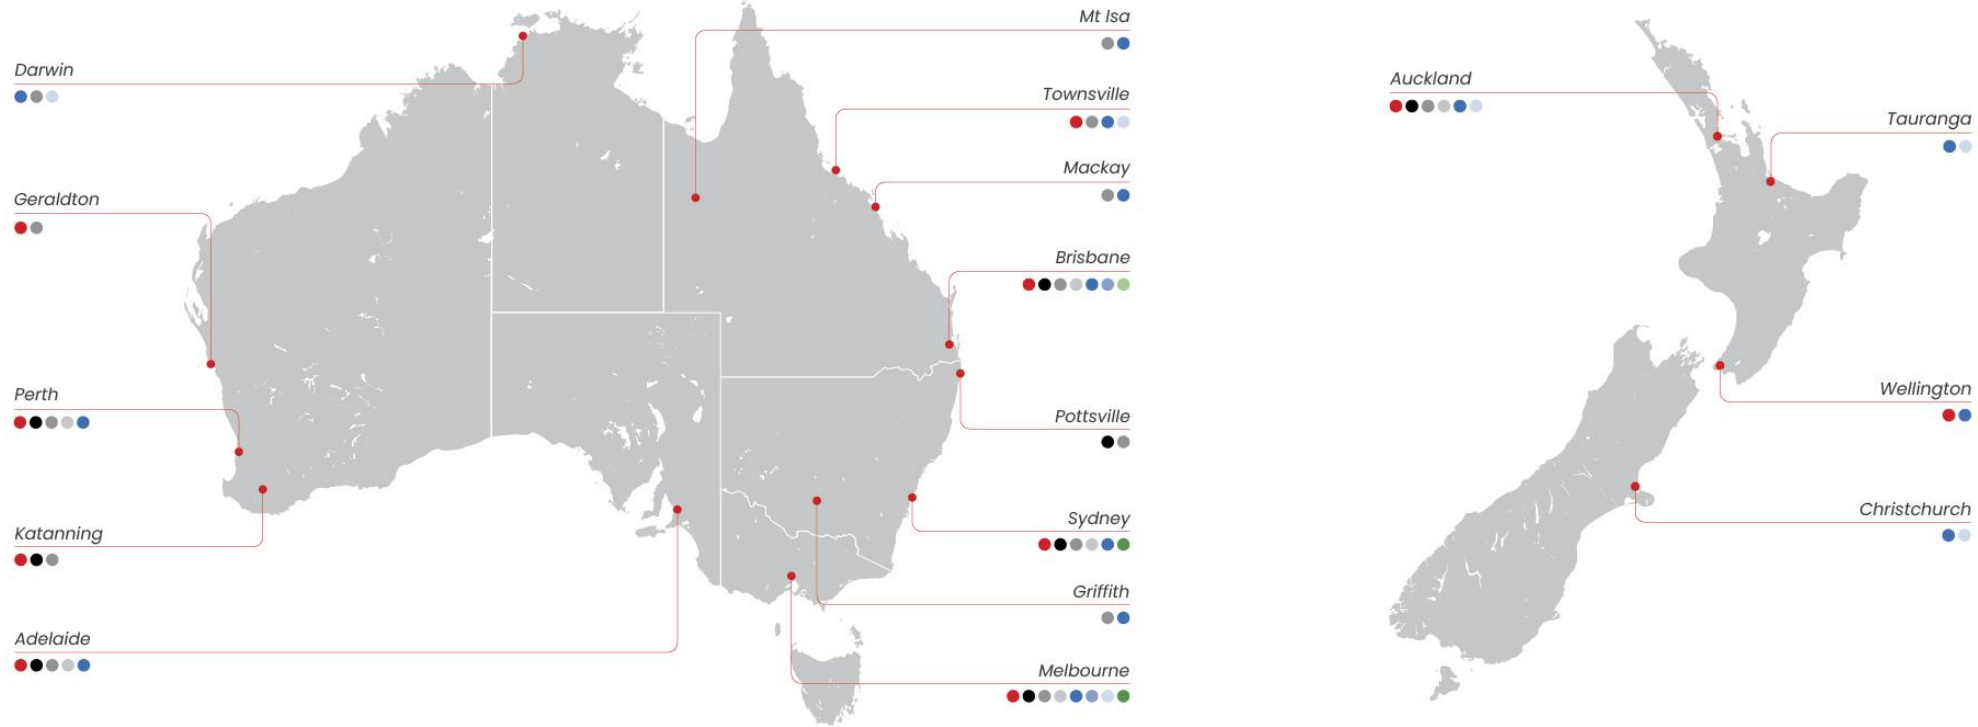 Darwin
Geraldton
Perth
Katanning
Adelaide
Mt Isa
Townsville
Mackay
Brisbane
Pottsville
Sydney
Griffith
Melbourne
Auckland
Tauranga
Wellington
Christchurch